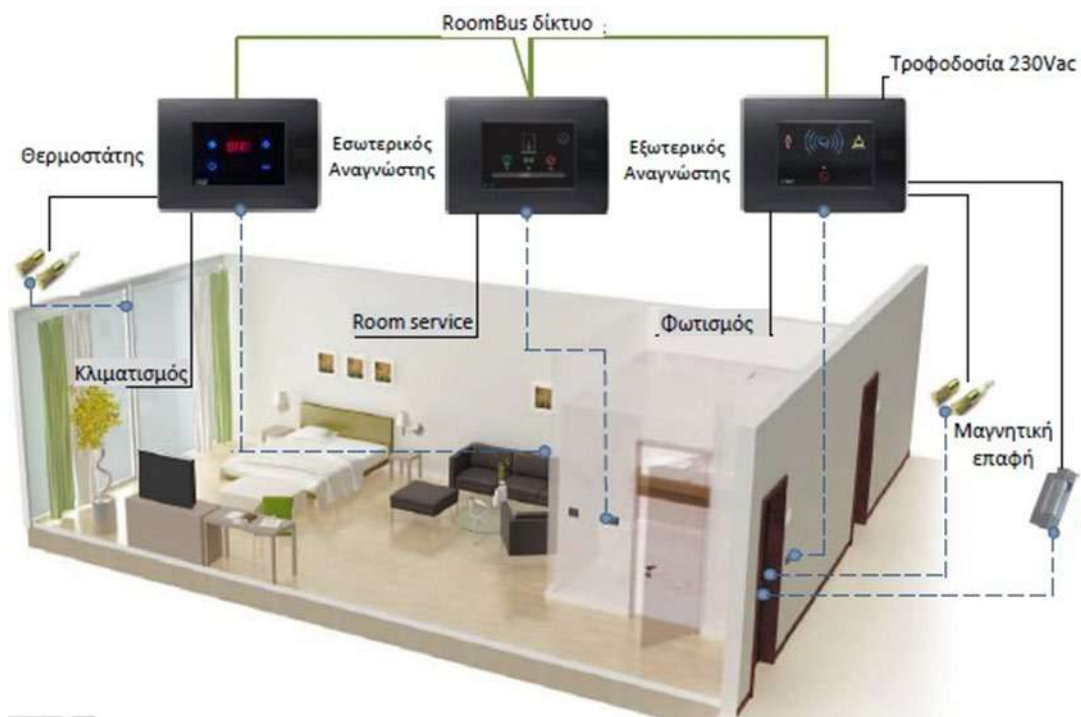 RoomBus δίκτυο
Τροφοδοσία 230Vac
Θερμοστάτης
Εσωτερικός
Αναγνώστης
Εξωτερικός
Αναγνώστης
Room service
Φωτισμός
Κλιματισμός
Μαγνητική
επαφή